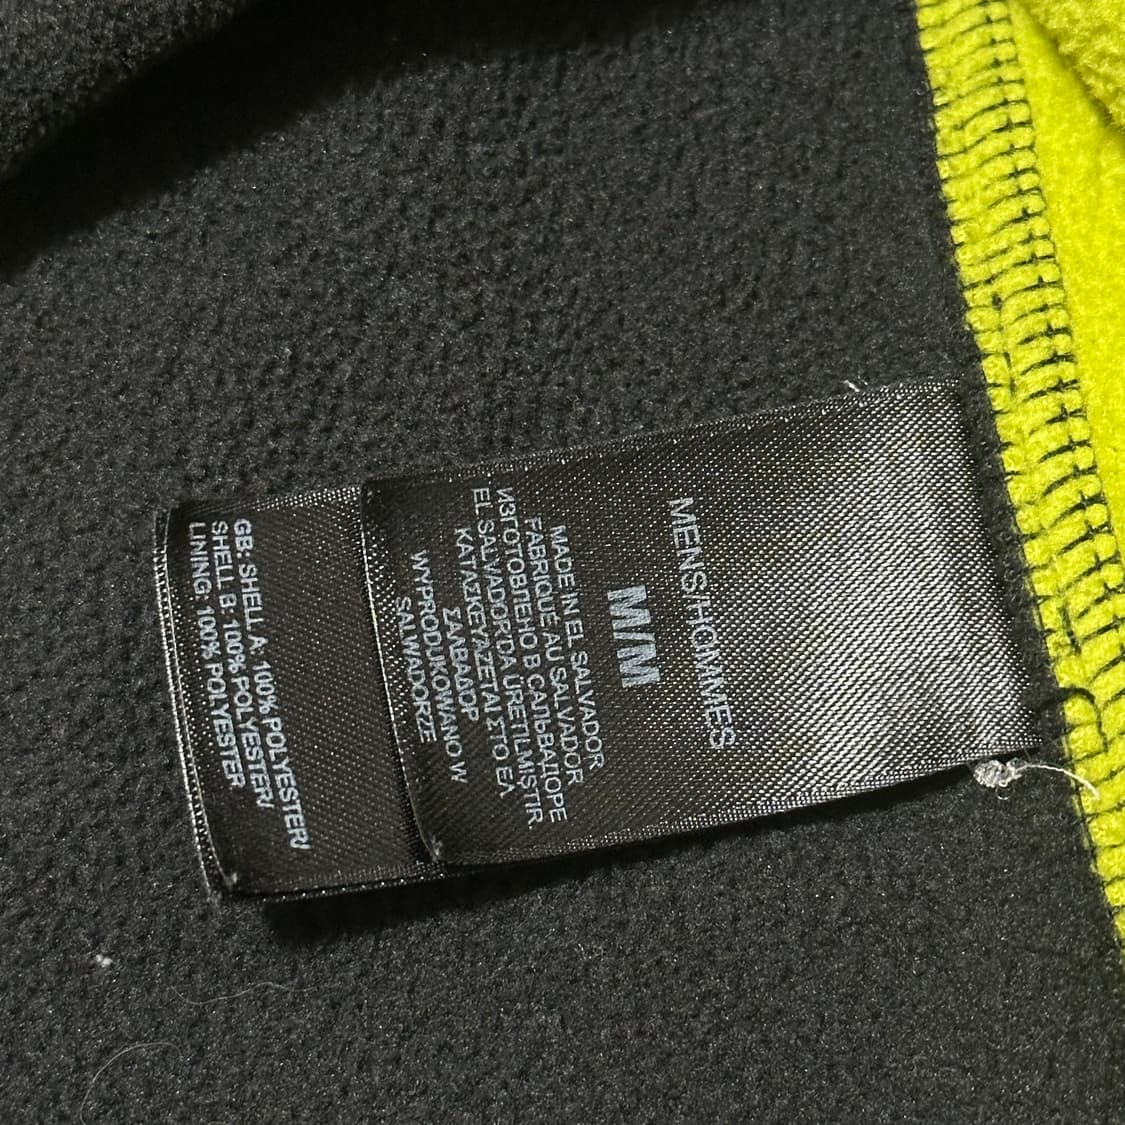 MENS/HOMMES
M/M
MADE IN EL SALVADOR
FABRIQUE AU SALVADOR
ИЗГОТОВЛЕНО В САЛЬВАДОРЕ
EL SALVADOR'DA URETILMIŞTIR.
ΚΑΤΑΣΚΕΥΑΖΕΤΑΙ ΣΤΟ ΕΛ
ΣΑΛΒΑΔΟΡ
WYPRODUKOWANO W
SALWADORZE
GB: SHELL A: 100% POLYESTER/
SHELL B: 100% POLYESTER/
LINING: 100% POLYESTER